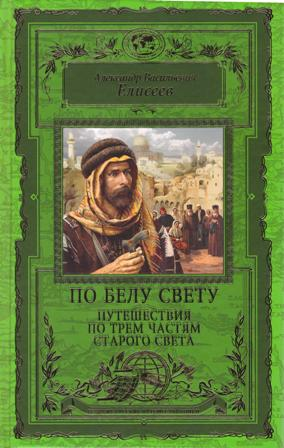 Александр Васильевич
Елисеев
ПО БЕЛУ СВЕТУ
ПУТЕШЕСТВИЯ
ПО ТРЕМ ЧАСТЯМ
СТАРОГО СВЕТА